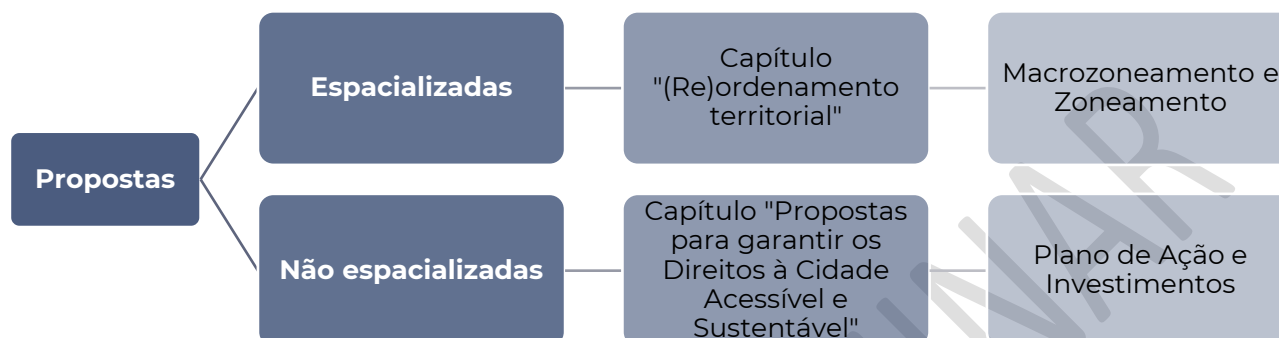 Propostas
Espacializadas
Capítulo
"(Re)ordenamento
territorial"
Macrozoneamento e
Zoneamento
Não espacializadas
Capítulo "Propostas
para garantir os
Direitos à Cidade
Acessível e
Sustentável"
Plano de Ação e
Investimentos